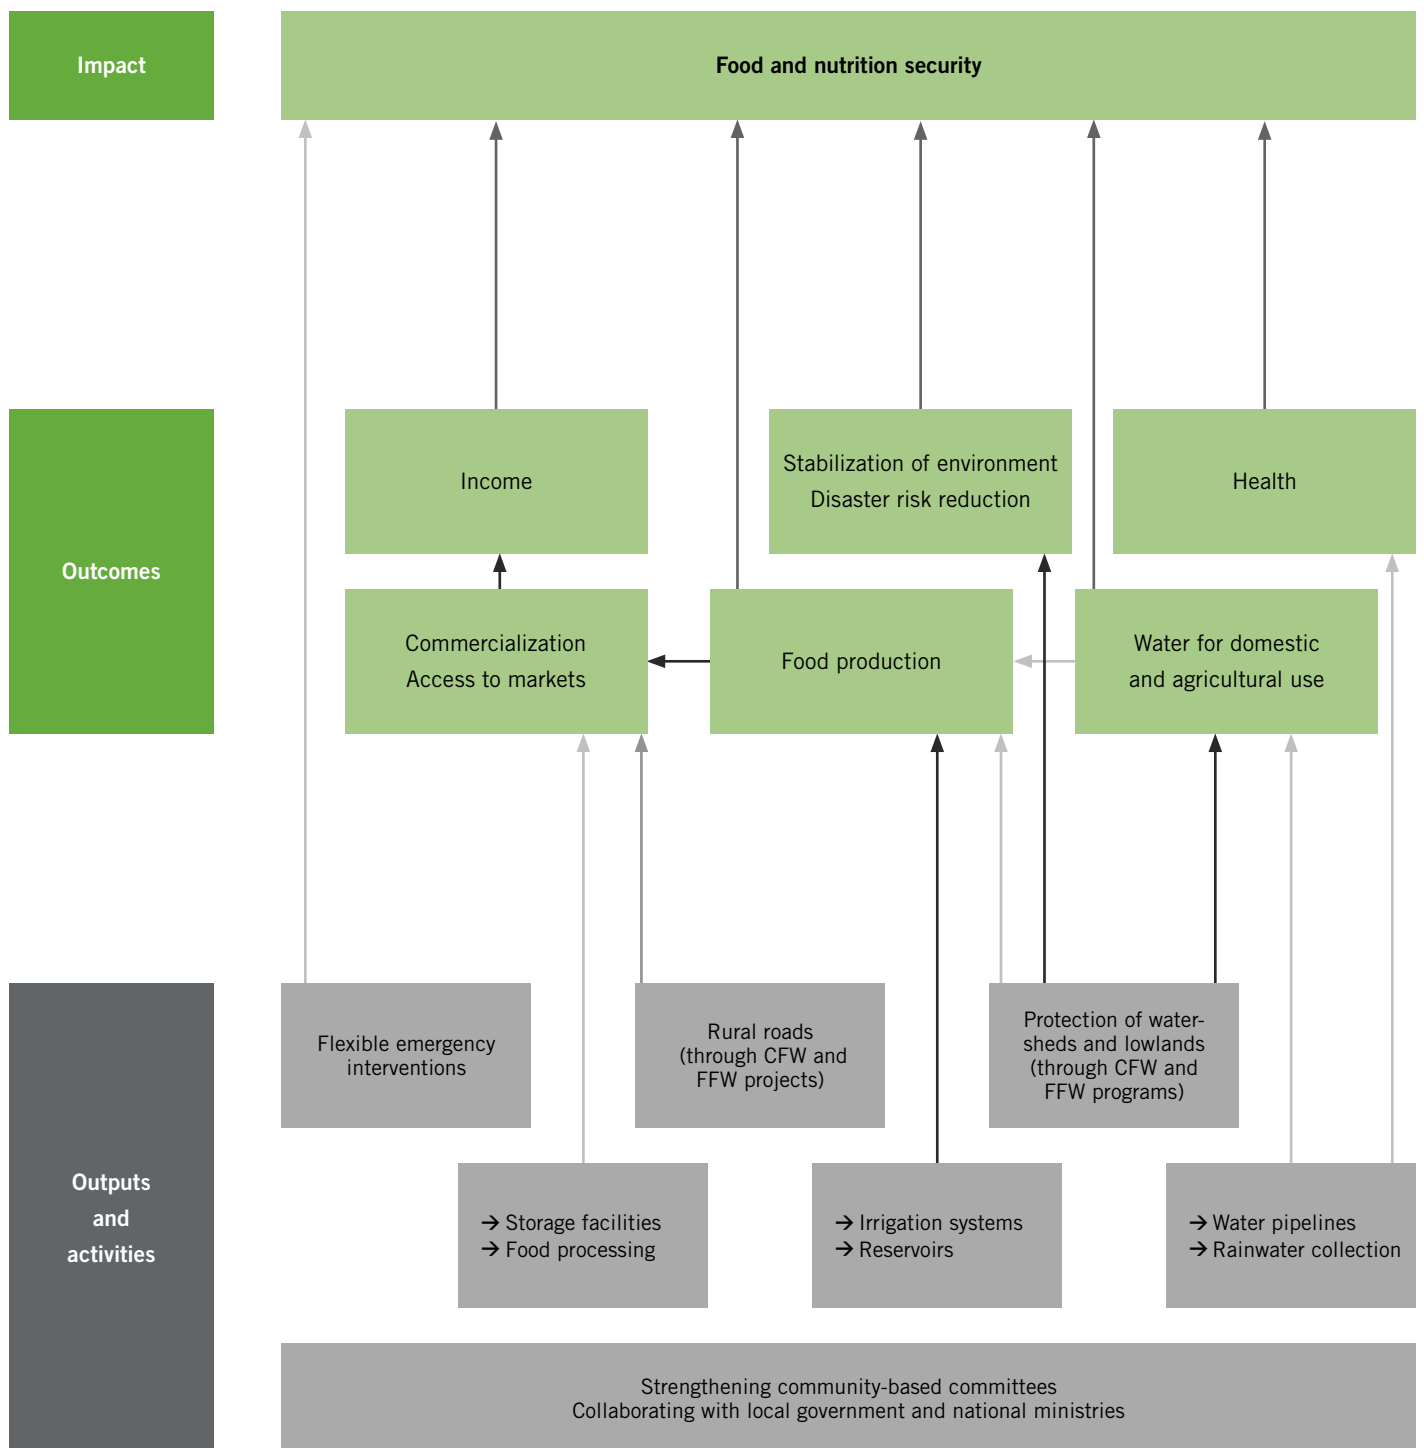 Impact
Food and nutrition security
Outcomes
Income
Stabilization of environment
Disaster risk reduction
Health
Commercialization
Access to markets
Food production
Water for domestic
and agricultural use
Outputs
and
activities
Flexible emergency
interventions
Rural roads
(through CFW and
FFW projects)
Protection of water-
sheds and lowlands
(through CFW and
FFW programs)
→ Storage facilities
→ Food processing
→ Irrigation systems
→ Reservoirs
→ Water pipelines
→ Rainwater collection
Strengthening community-based committees
Collaborating with local government and national ministries